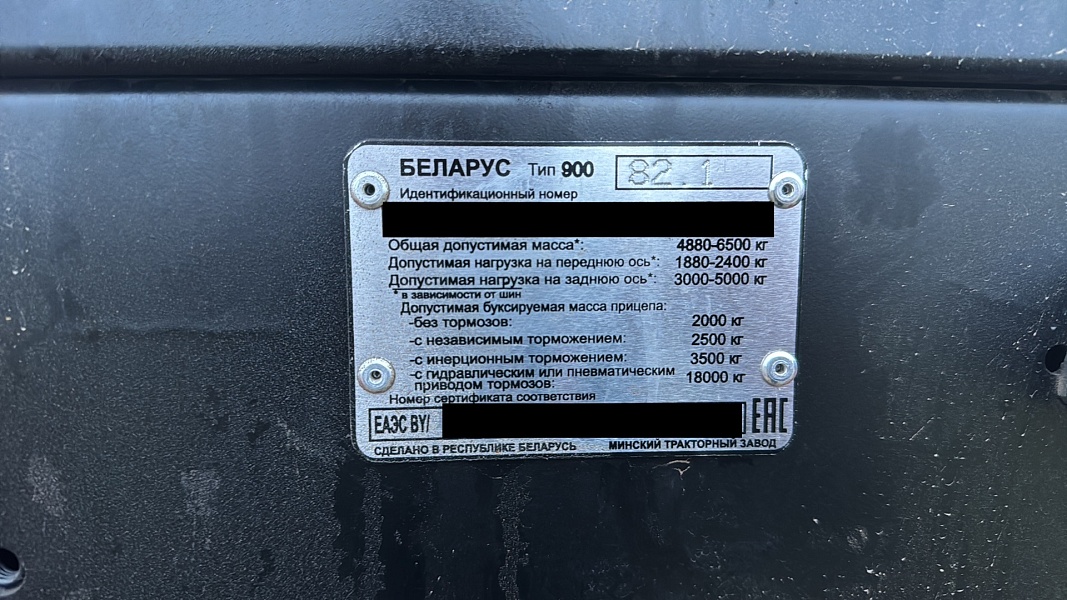 БЕЛАРУС Тип 900 82.1
Идентификационный номер
Общая допустимая масса*: 4880-6500 кг
Допустимая нагрузка на переднюю ось*: 1880-2400 кг
Допустимая нагрузка на заднюю ось*: 3000-5000 кг
* в зависимости от шин
Допустимая буксируемая масса прицепа:
-без тормозов: 2000 кг
-с независимым торможением: 2500 кг
-с инерционным торможением: 3500 кг
-с гидравлическим или пневматическим
приводом тормозов: 18000 кг
Номер сертификата соответствия
ЕАЭС BY/ ЕАС
СДЕЛАНО В РЕСПУБЛИКЕ БЕЛАРУСЬ МИНСКИЙ ТРАКТОРНЫЙ ЗАВОД